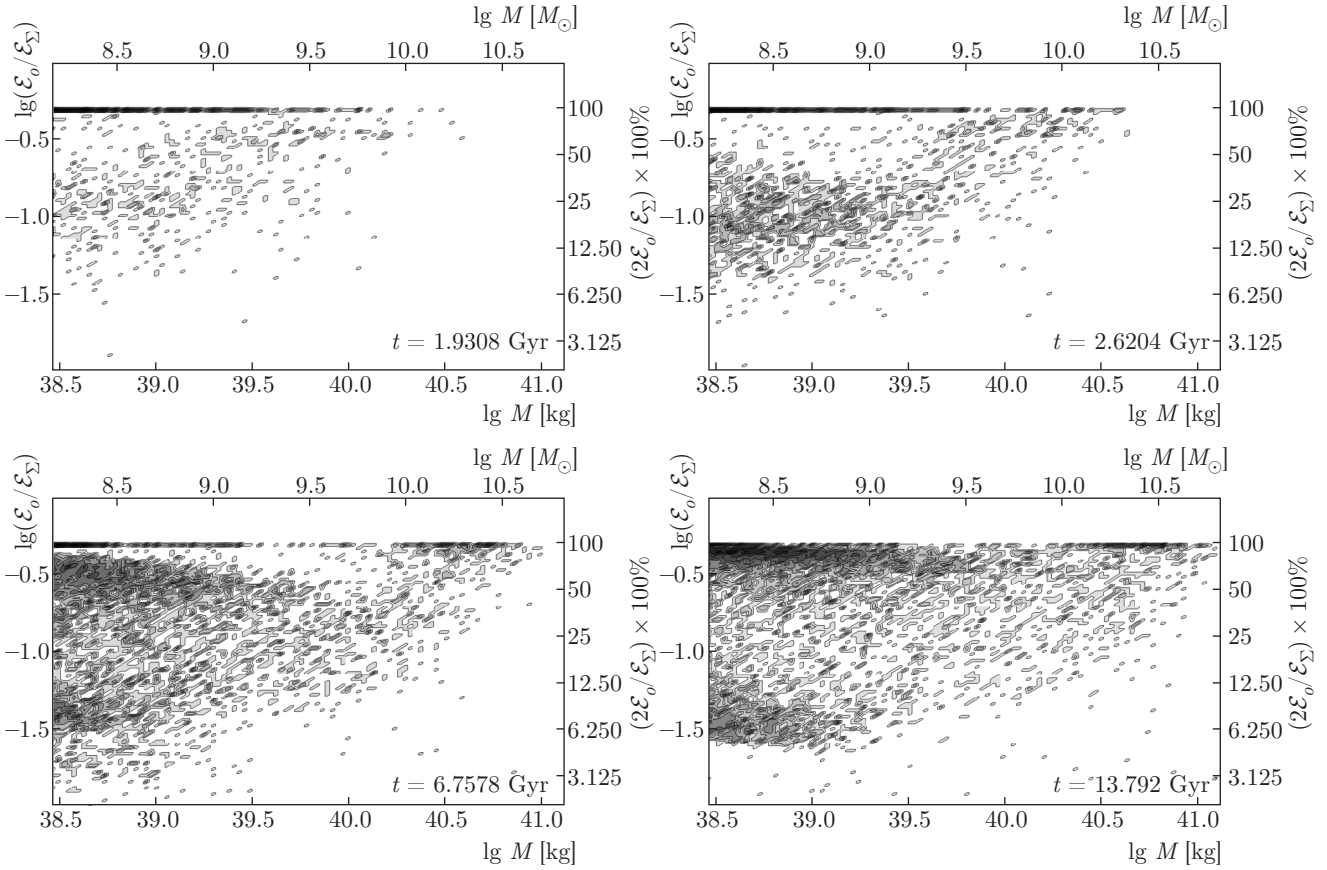 lg M [M⊙]
8.5 9.0 9.5 10.0 10.5
lg(ℰo/ℰΣ)
−0.5
−1.0
−1.5
100
50
25
12.50
6.250
3.125
(2ℰo/ℰΣ) × 100%
t = 1.9308 Gyr
38.5 39.0 39.5 40.0 40.5 41.0
lg M [kg]
lg M [M⊙]
8.5 9.0 9.5 10.0 10.5
lg(ℰo/ℰΣ)
−0.5
−1.0
−1.5
100
50
25
12.50
6.250
3.125
(2ℰo/ℰΣ) × 100%
t = 2.6204 Gyr
38.5 39.0 39.5 40.0 40.5 41.0
lg M [kg]
lg M [M⊙]
8.5 9.0 9.5 10.0 10.5
lg(ℰo/ℰΣ)
−0.5
−1.0
−1.5
100
50
25
12.50
6.250
3.125
(2ℰo/ℰΣ) × 100%
t = 6.7578 Gyr
38.5 39.0 39.5 40.0 40.5 41.0
lg M [kg]
lg M [M⊙]
8.5 9.0 9.5 10.0 10.5
lg(ℰo/ℰΣ)
−0.5
−1.0
−1.5
100
50
25
12.50
6.250
3.125
(2ℰo/ℰΣ) × 100%
t = 13.792 Gyr
38.5 39.0 39.5 40.0 40.5 41.0
lg M [kg]